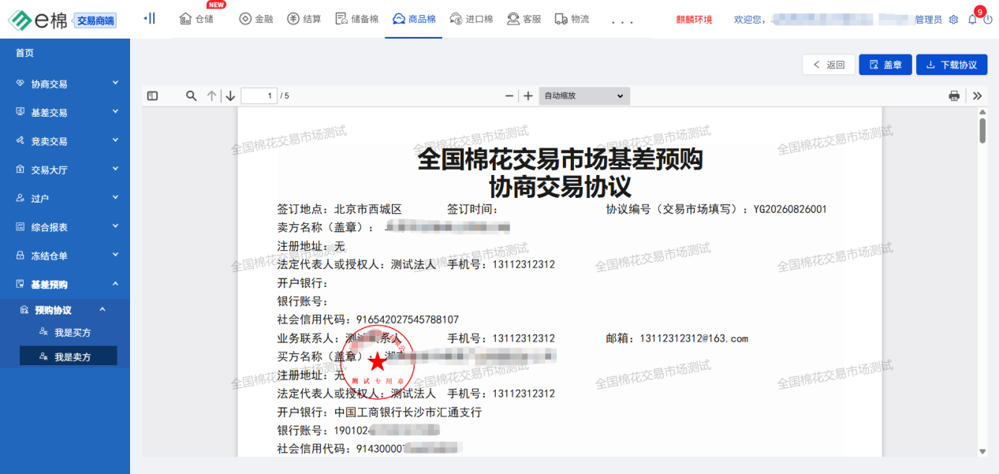 e棉 交易商端
仓储 NEW 金融 结算 储备棉 商品棉 进口棉 客服 物流 ... 麒麟环境 欢迎您， 管理员 9
首页
协商交易
基差交易
竞卖交易
交易大厅
过户
综合报表
冻结仓单
基差预购
预购协议
我是买方
我是卖方
返回 盖章 下载协议
1 / 5 自动缩放
全国棉花交易市场测试 全国棉花交易市场测试 全国棉花交易市场测试 全国棉花交易市场测试
全国棉花交易市场基差预购
协商交易协议
签订地点：北京市西城区 签订时间： 协议编号（交易市场填写）：YG20260826001
卖方名称（盖章）：
注册地址：无
全国棉花交易市场测试 全国棉花交易市场测试 全国棉花交易市场测试 全国棉花交易市场测试
法定代表人或授权人：测试法人 手机号：13112312312
开户银行：
银行账号：
社会信用代码：916542027545788107
业务联系人：测试联系人 手机号：13112312312 邮箱：13112312312@163.com
买方名称（盖章）：
注册地址：无
全国棉花交易市场测试 全国棉花交易市场测试 全国棉花交易市场测试 全国棉花交易市场测试
测试专用章
法定代表人或授权人：测试法人 手机号：13112312312
开户银行：中国工商银行长沙市汇通支行
银行账号：190102
社会信用代码：91430000